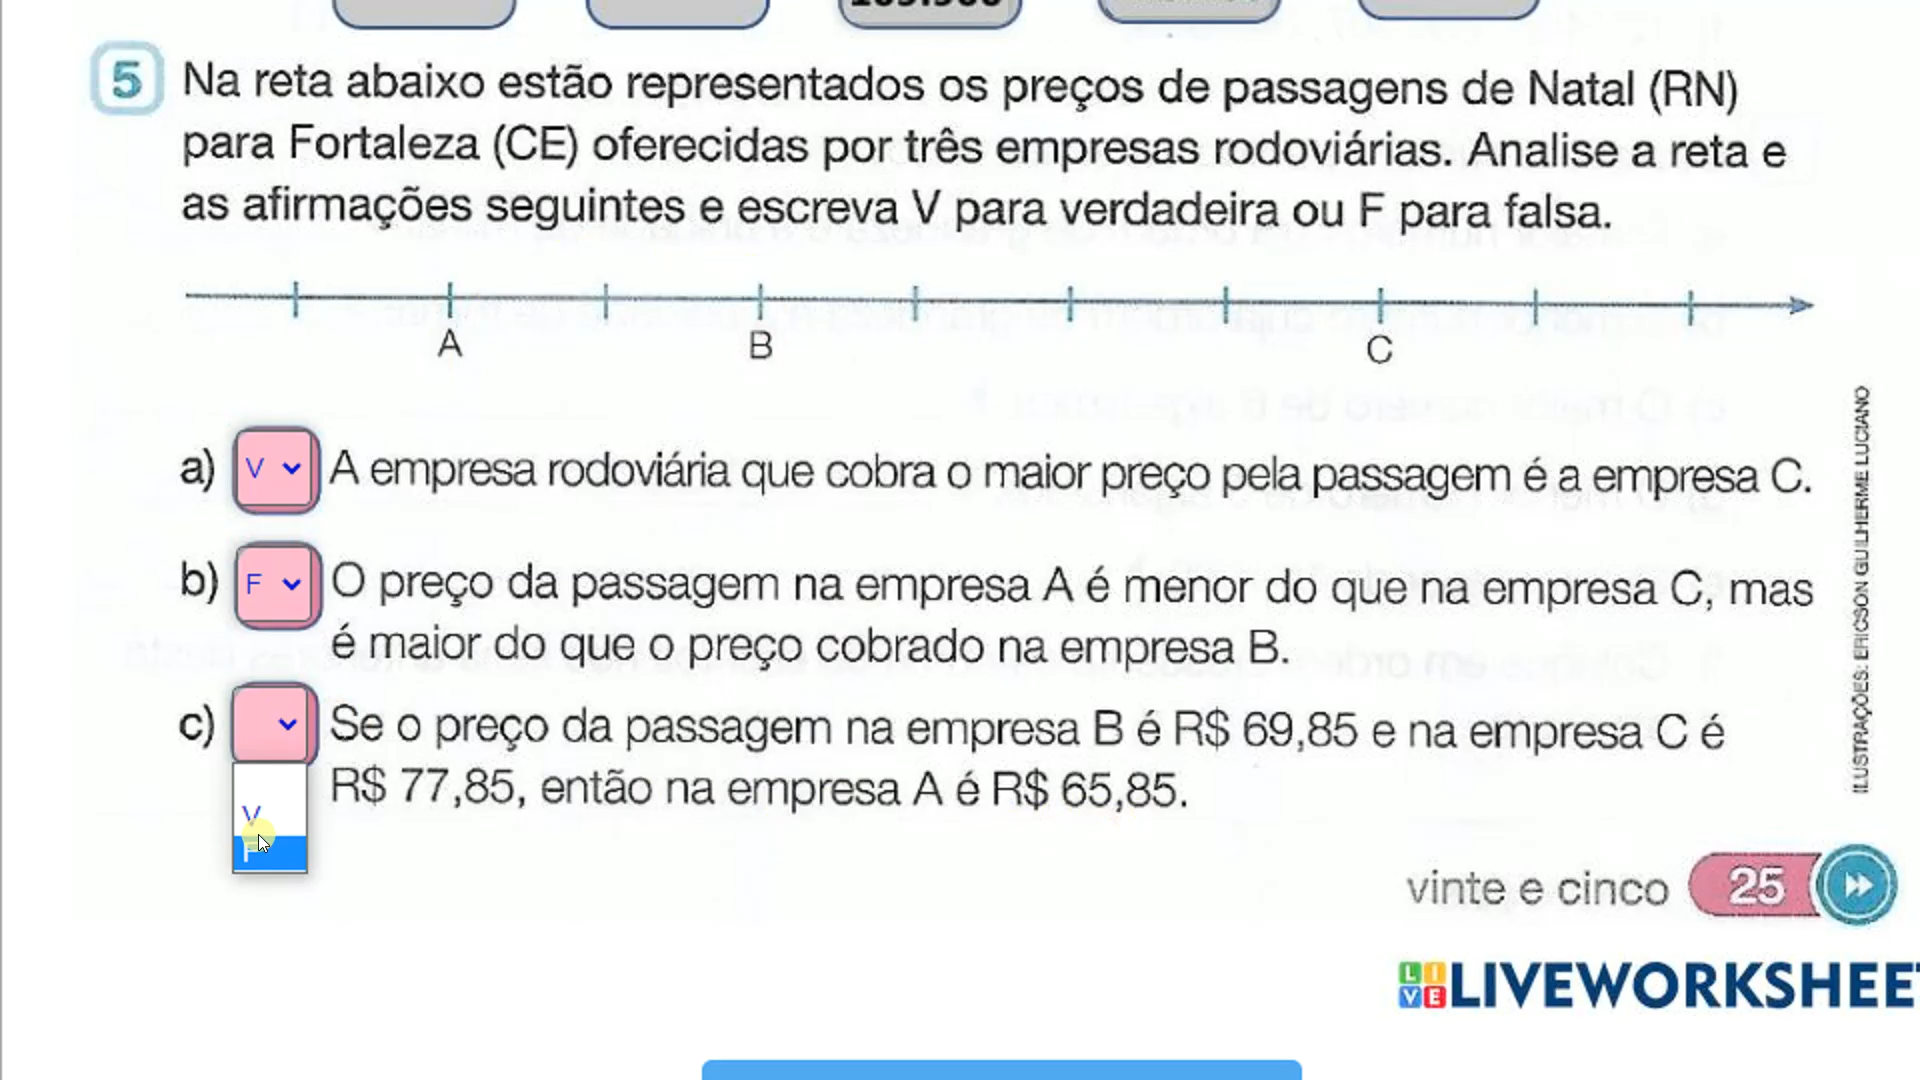 5 Na reta abaixo estão representados os preços de passagens de Natal (RN)
para Fortaleza (CE) oferecidas por três empresas rodoviárias. Analise a reta e
as afirmações seguintes e escreva V para verdadeira ou F para falsa.
A B C
a) V A empresa rodoviária que cobra o maior preço pela passagem é a empresa C.
b) F O preço da passagem na empresa A é menor do que na empresa C, mas
é maior do que o preço cobrado na empresa B.
c) Se o preço da passagem na empresa B é R$ 69,85 e na empresa C é
R$ 77,85, então na empresa A é R$ 65,85.
V
F
ILUSTRAÇÕES: ERICSON GUILHERME LUCIANO
vinte e cinco 25
LIVE LIVEWORKSHEE